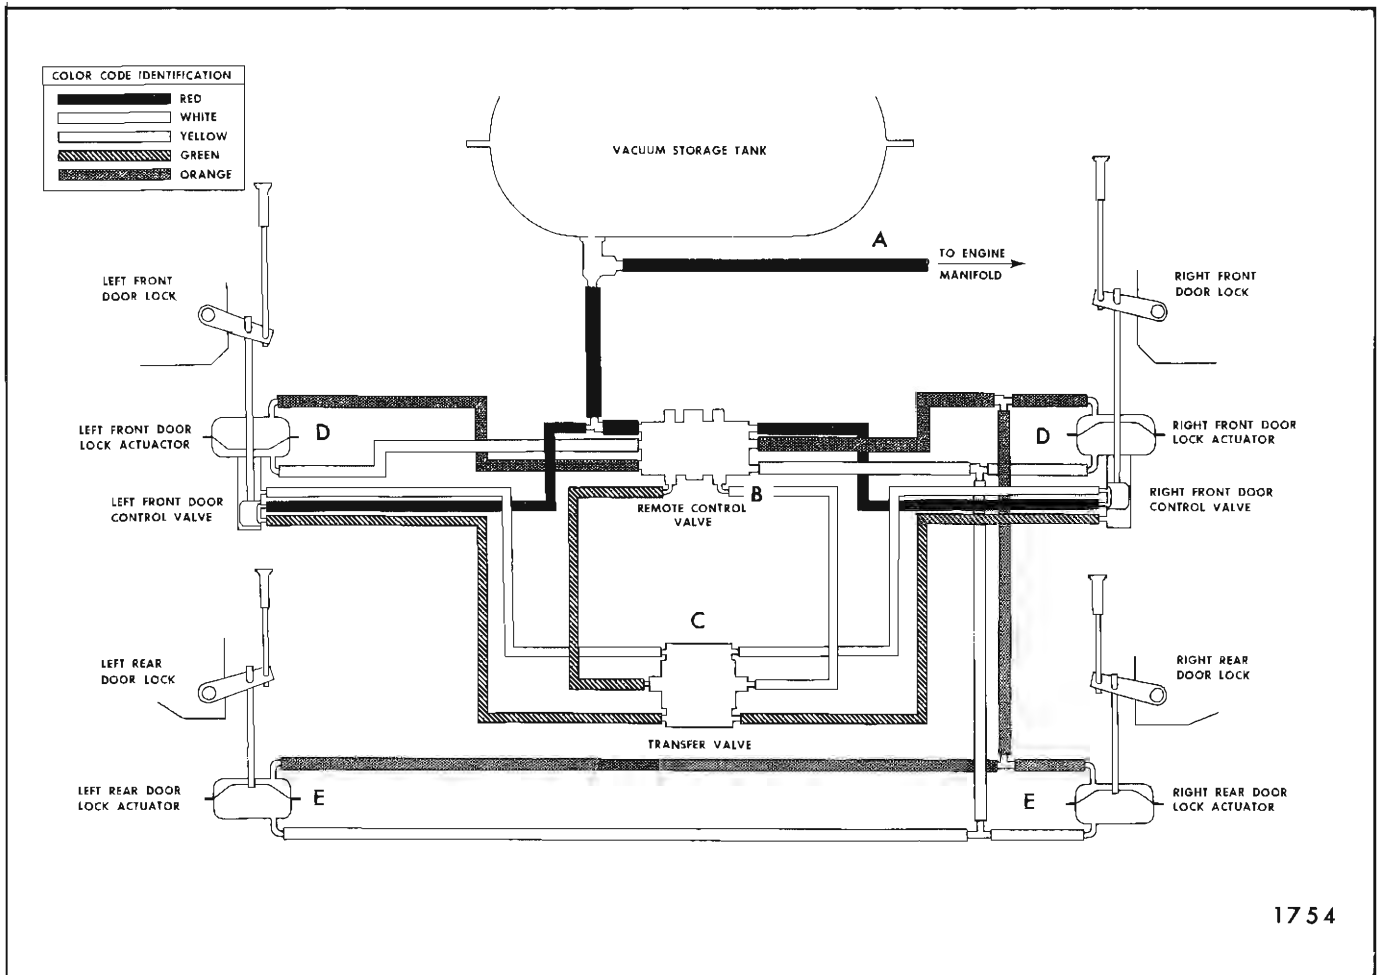 COLOR CODE IDENTIFICATION
RED
WHITE
YELLOW
GREEN
ORANGE
VACUUM STORAGE TANK
A
TO ENGINE
MANIFOLD
LEFT FRONT
DOOR LOCK
RIGHT FRONT
DOOR LOCK
LEFT FRONT DOOR
LOCK ACTUACTOR
D
D
RIGHT FRONT DOOR
LOCK ACTUATOR
LEFT FRONT DOOR
CONTROL VALVE
B
REMOTE CONTROL
VALVE
RIGHT FRONT DOOR
CONTROL VALVE
C
LEFT REAR
DOOR LOCK
RIGHT REAR
DOOR LOCK
TRANSFER VALVE
LEFT REAR DOOR
LOCK ACTUATOR
E
E
RIGHT REAR DOOR
LOCK ACTUATOR
1754